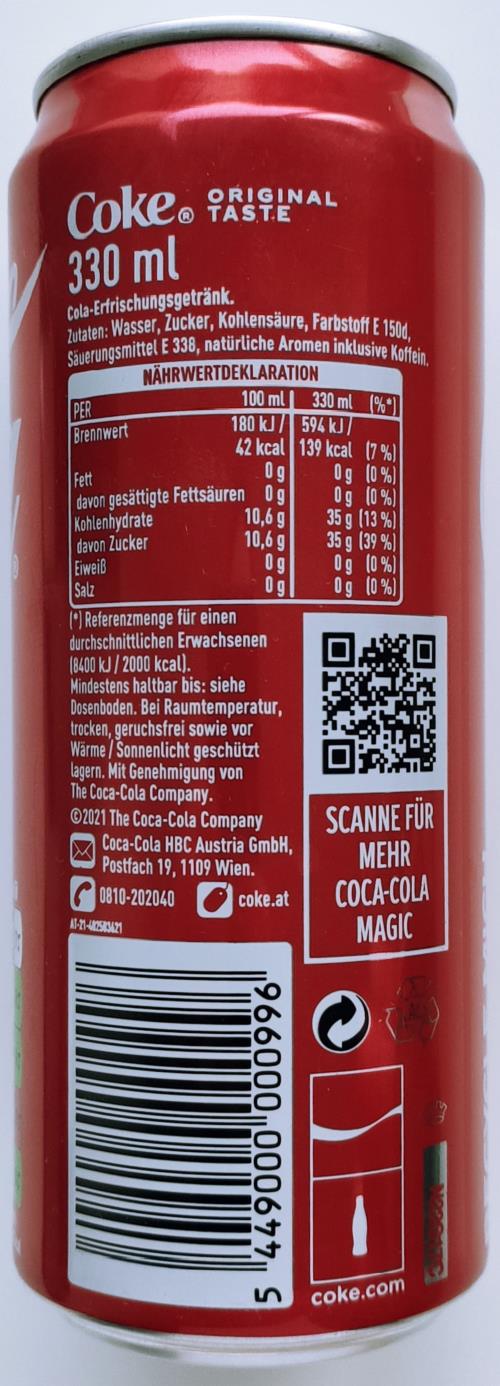 Coke® ORIGINAL TASTE
330 ml
Cola-Erfrischungsgetränk.
Zutaten: Wasser, Zucker, Kohlensäure, Farbstoff E 150d,
Säuerungsmittel E 338, natürliche Aromen inklusive Koffein.
NÄHRWERTDEKLARATION
PER 100 ml 330 ml (%*)
Brennwert 180 kJ/ 594 kJ/
42 kcal 139 kcal (7 %)
Fett 0 g 0 g (0 %)
davon gesättigte Fettsäuren 0 g 0 g (0 %)
Kohlenhydrate 10,6 g 35 g (13 %)
davon Zucker 10,6 g 35 g (39 %)
Eiweiß 0 g 0 g (0 %)
Salz 0 g 0 g (0 %)
(*) Referenzmenge für einen
durchschnittlichen Erwachsenen
(8400 kJ / 2000 kcal).
Mindestens haltbar bis: siehe
Dosenboden. Bei Raumtemperatur,
trocken, geruchsfrei sowie vor
Wärme / Sonnenlicht geschützt
lagern. Mit Genehmigung von
The Coca-Cola Company.
©2021 The Coca-Cola Company
Coca-Cola HBC Austria GmbH,
Postfach 19, 1109 Wien.
0810-202040 coke.at
AT-21-402503421
SCANNE FÜR
MEHR
COCA-COLA
MAGIC
5 449000 000996
coke.com